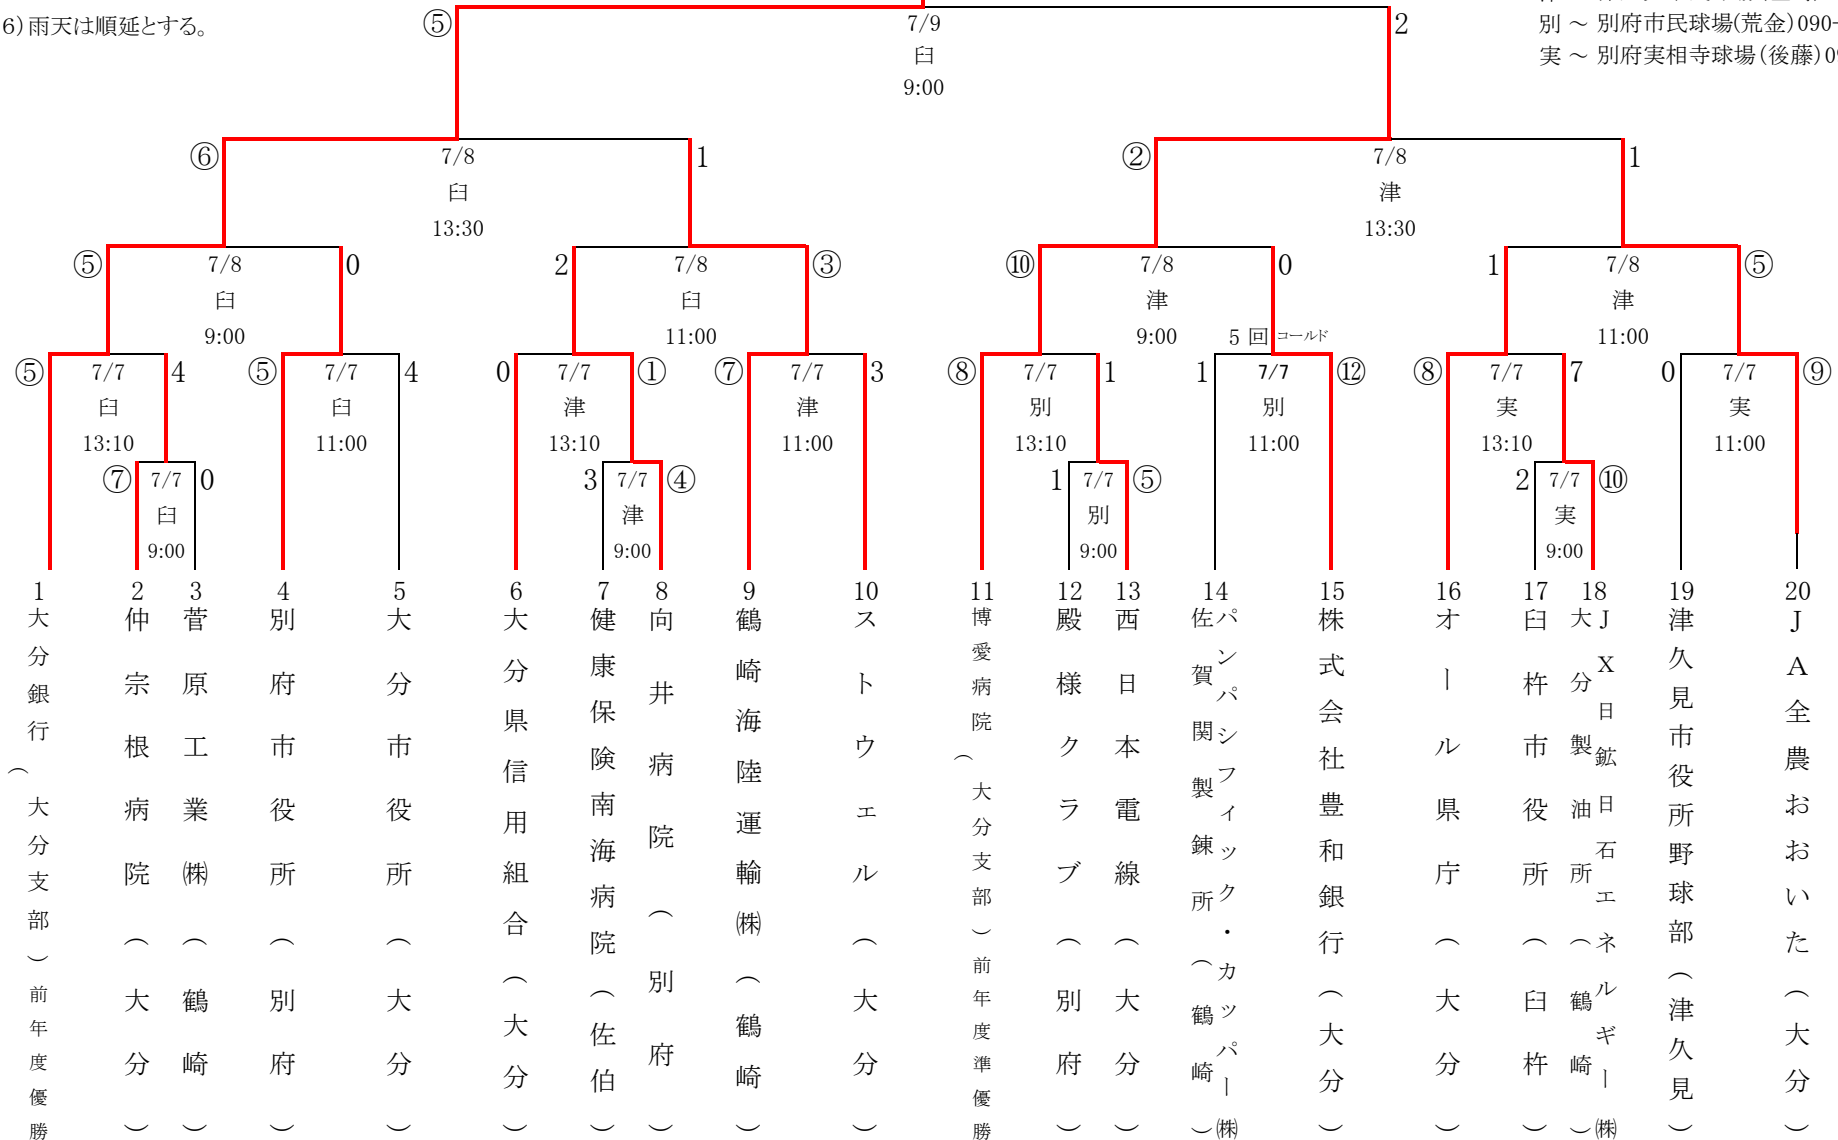 6)雨天は順延とする。
別 ～ 別府市民球場(荒金)090-
実 ～ 別府実相寺球場(後藤)09
⑤ 7/9 2
臼
9:00
⑥ 7/8 1
臼
13:30
② 7/8 1
津
13:30
⑤ 7/8 0
臼
9:00
2 7/8 ③
臼
11:00
⑩ 7/8 0
津
9:00
1 7/8 ⑤
津
11:00
5 回 コールド
⑤ 7/7 4
臼
13:10
⑤ 7/7 4
臼
11:00
0 7/7 ①
津
13:10
⑦ 7/7 3
津
11:00
⑧ 7/7 1
別
13:10
1 7/7 ⑫
別
11:00
⑧ 7/7 7
実
13:10
0 7/7 ⑨
実
11:00
⑦ 7/7 0
臼
9:00
3 7/7 ④
津
9:00
1 7/7 ⑤
別
9:00
2 7/7 ⑩
実
9:00
1
大分銀行(大分支部)前年度優勝
2
仲宗根病院(大分)
3
菅原工業㈱(鶴崎)
4
別府市役所(別府)
5
大分市役所(大分)
6
大分県信用組合(大分)
7
健康保険南海病院(佐伯)
8
向井病院(別府)
9
鶴崎海陸運輸㈱(鶴崎)
10
ストウェル(大分)
11
博愛病院(大分支部)前年度準優勝
12
殿様クラブ(別府)
13
西日本電線(大分)
14
パンパシフィック・カッパー㈱
佐賀関製錬所(鶴崎)
15
株式会社豊和銀行(大分)
16
オール県庁(大分)
17
臼杵市役所(臼杵)
18
JX日鉱日石エネルギー㈱
大分製油所(鶴崎)
19
津久見市役所野球部(津久見)
20
JA全農おおいた(大分)